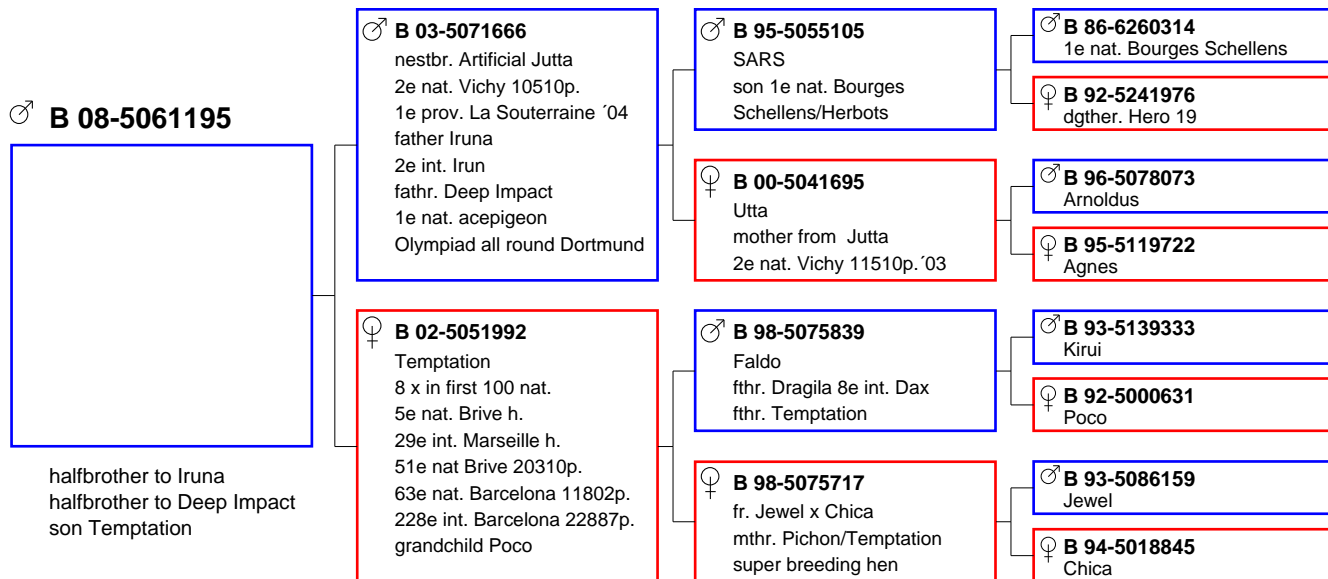 B 08-5061195
halfbrother to Iruna
halfbrother to Deep Impact
son Temptation
B 03-5071666
nestbr. Artificial Jutta
2e nat. Vichy 10510p.
1e prov. La Souterraine ´04
father Iruna
2e int. Irun
fathr. Deep Impact
1e nat. acepigeon
Olympiad all round Dortmund
B 02-5051992
Temptation
8 x in first 100 nat.
5e nat. Brive h.
29e int. Marseille h.
51e nat Brive 20310p.
63e nat. Barcelona 11802p.
228e int. Barcelona 22887p.
grandchild Poco
B 95-5055105
SARS
son 1e nat. Bourges
Schellens/Herbots
B 00-5041695
Utta
mother from  Jutta
2e nat. Vichy 11510p.´03
B 98-5075839
Faldo
fthr. Dragila 8e int. Dax
fthr. Temptation
B 98-5075717
fr. Jewel x Chica
mthr. Pichon/Temptation
super breeding hen
B 86-6260314
1e nat. Bourges Schellens
B 92-5241976
dgther. Hero 19
B 96-5078073
Arnoldus
B 95-5119722
Agnes
B 93-5139333
Kirui
B 92-5000631
Poco
B 93-5086159
Jewel
B 94-5018845
Chica